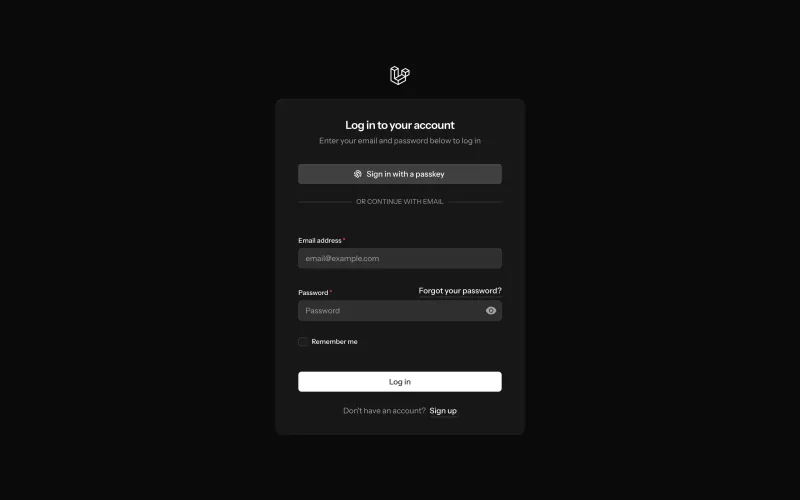 Log in to your account
Enter your email and password below to log in
Sign in with a passkey
OR CONTINUE WITH EMAIL
Email address *
email@example.com
Password *
Forgot your password?
Password
Remember me
Log in
Don't have an account? Sign up